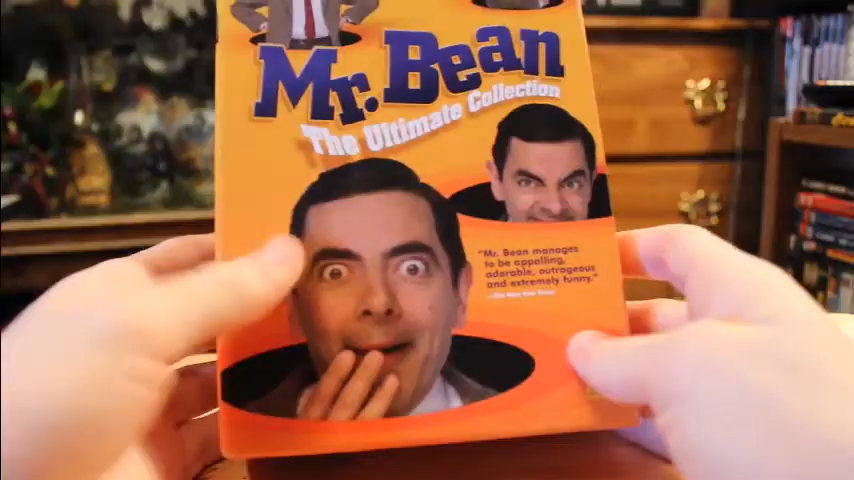 Mr. Bean
The Ultimate Collection
"Mr. Bean manages
to be appalling,
adorable, outrageous
and extremely funny."